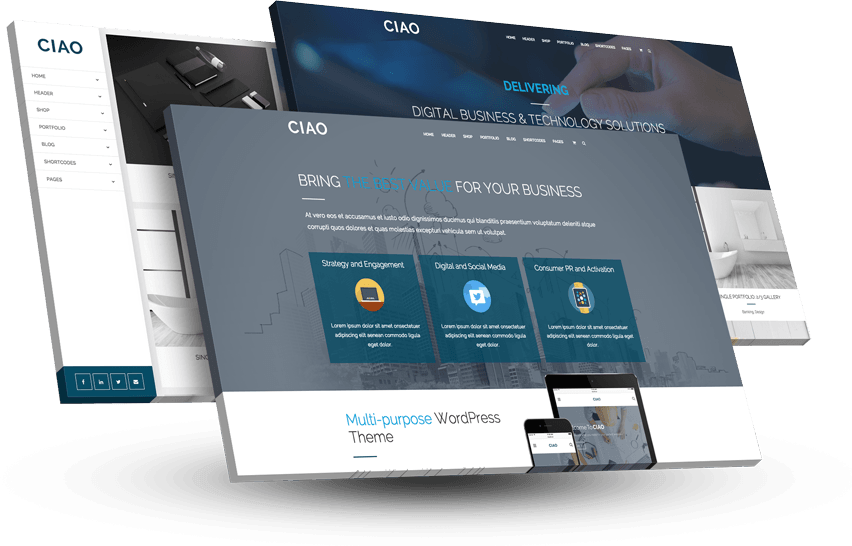 CIAO
HOME
HEADER
SHOP
PORTFOLIO
BLOG
SHORTCODES
PAGES
CIAO
HOME HEADER SHOP PORTFOLIO BLOG SHORTCODES PAGES
DELIVERING
DIGITAL BUSINESS & TECHNOLOGY SOLUTIONS
CIAO
HOME HEADER SHOP PORTFOLIO BLOG SHORTCODES PAGES
BRING THE BEST VALUE FOR YOUR BUSINESS
At vero eos et accusamus et iusto odio dignissimos ducimus qui blanditiis praesentium voluptatum deleniti atque
corrupti quos dolores et quas molestias excepturi vehicula sem ut volutpat.
Strategy and Engagement
Lorem ipsum dolor sit amet onsectetuer
adipiscing elit aenean commodo ligula
eget dolor.
Digital and Social Media
Lorem ipsum dolor sit amet onsectetuer
adipiscing elit aenean commodo ligula
eget dolor.
Consumer PR and Activation
Lorem ipsum dolor sit amet onsectetuer
adipiscing elit aenean commodo ligula
eget dolor.
SINGLE PORTFOLIO 2/3 GALLERY
Design
Multi-purpose WordPress
Theme
CIAO
CIAO
CIAO